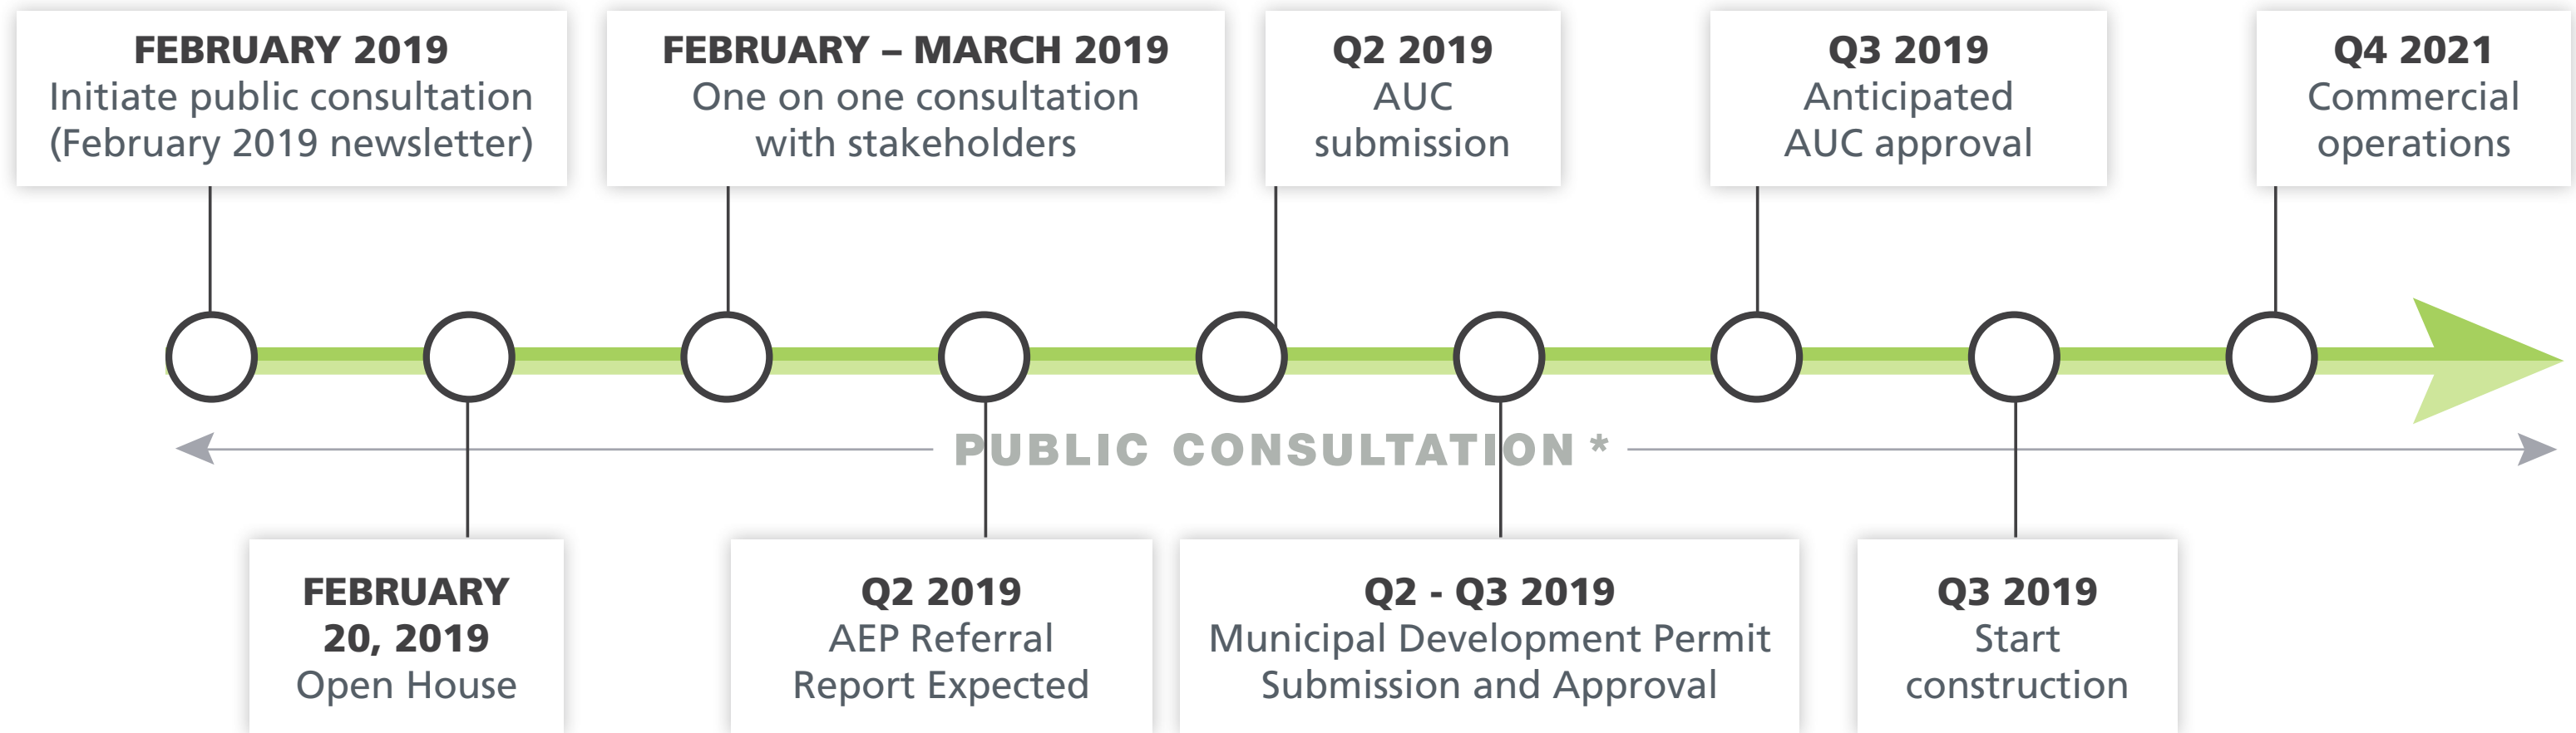 FEBRUARY 2019
Initiate public consultation
(February 2019 newsletter)
FEBRUARY – MARCH 2019
One on one consultation
with stakeholders
Q2 2019
AUC
submission
Q3 2019
Anticipated
AUC approval
Q4 2021
Commercial
operations
PUBLIC CONSULTATION *
FEBRUARY
20, 2019
Open House
Q2 2019
AEP Referral
Report Expected
Q2 - Q3 2019
Municipal Development Permit
Submission and Approval
Q3 2019
Start
construction